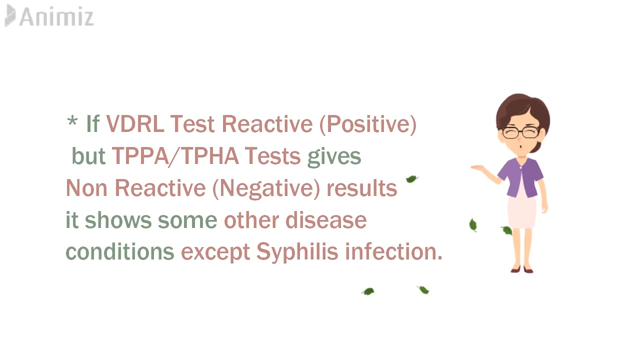 Animiz
* If VDRL Test Reactive (Positive)
but TPPA/TPHA Tests gives
Non Reactive (Negative) results
it shows some other disease
conditions except Syphilis infection.